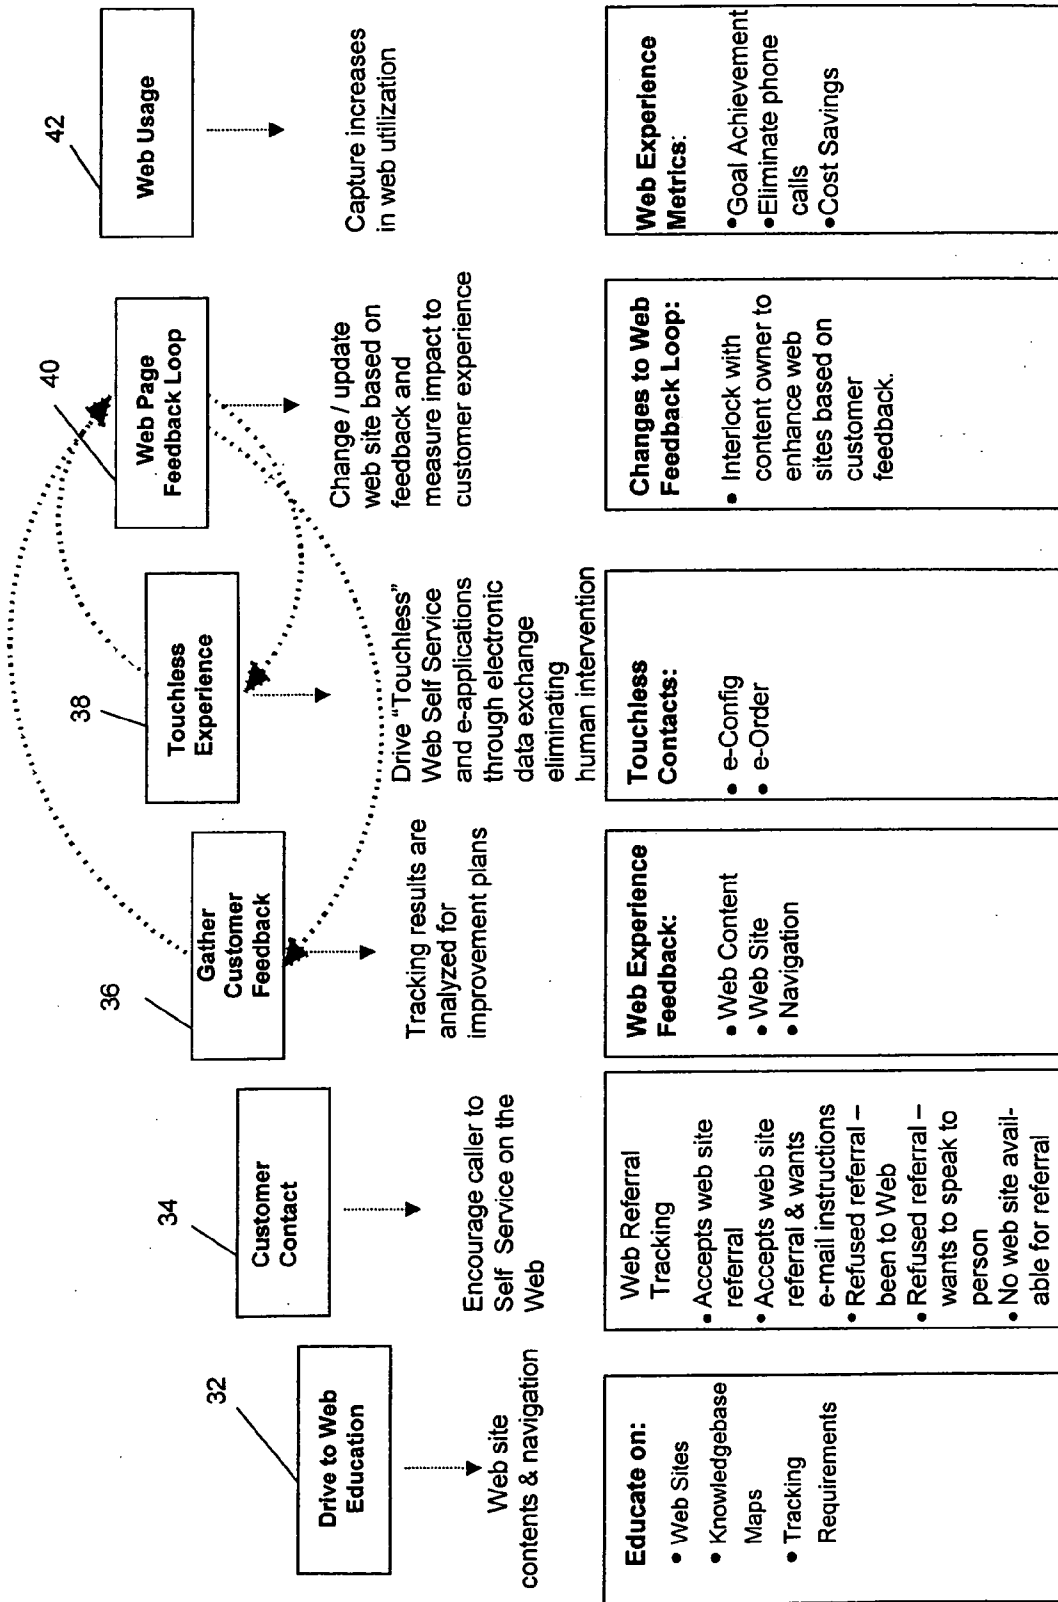 32
Drive to Web
Education
Web site
contents & navigation
Educate on:
• Web Sites
• Knowledgebase
Maps
• Tracking
Requirements
34
Customer
Contact
Encourage caller to
Self Service on the
Web
Web Referral
Tracking
• Accepts web site
referral
• Accepts web site
referral & wants
e-mail instructions
• Refused referral –
been to Web
• Refused referral –
wants to speak to
person
• No web site avail-
able for referral
36
Gather
Customer
Feedback
Tracking results are
analyzed for
improvement plans
Web Experience
Feedback:
• Web Content
• Web Site
• Navigation
38
Touchless
Experience
Drive "Touchless"
Web Self Service
and e-applications
through electronic
data exchange
eliminating
human intervention
Touchless
Contacts:
• e-Config
• e-Order
40
Web Page
Feedback Loop
Change / update
web site based on
feedback and
measure impact to
customer experience
Changes to Web
Feedback Loop:
• Interlock with
content owner to
enhance web
sites based on
customer
feedback.
42
Web Usage
Capture increases
in web utilization
Web Experience
Metrics:
• Goal Achievement
• Eliminate phone
calls
• Cost Savings